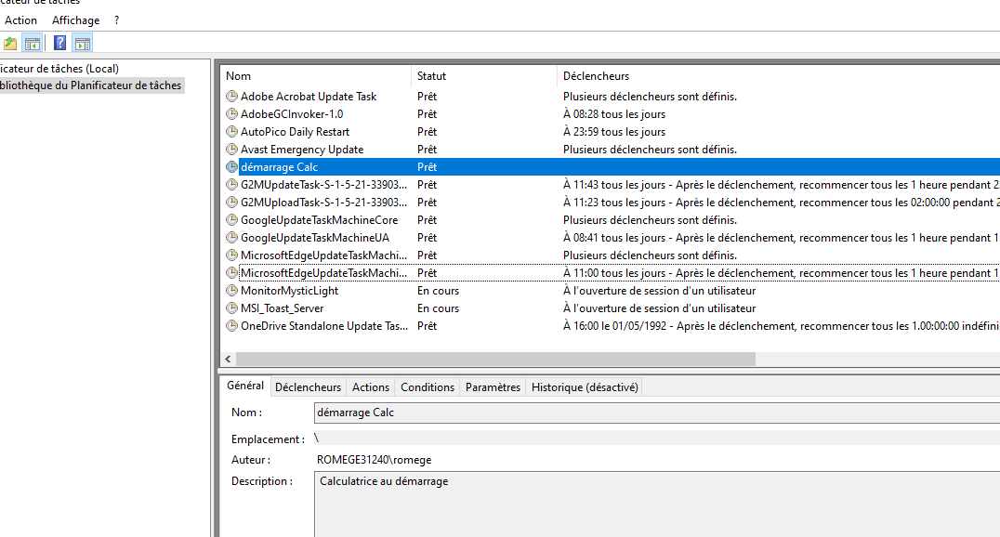 cateur de tâches
Action Affichage ?
icateur de tâches (Local)
bliothèque du Planificateur de tâches
Nom Statut Déclencheurs
Adobe Acrobat Update Task Prêt Plusieurs déclencheurs sont définis.
AdobeGCInvoker-1.0 Prêt À 08:28 tous les jours
AutoPico Daily Restart Prêt À 23:59 tous les jours
Avast Emergency Update Prêt Plusieurs déclencheurs sont définis.
démarrage Calc Prêt
G2MUpdateTask-S-1-5-21-33903... Prêt À 11:43 tous les jours - Après le déclenchement, recommencer tous les 1 heure pendant 2
G2MUploadTask-S-1-5-21-33903... Prêt À 11:23 tous les jours - Après le déclenchement, recommencer tous les 02:00:00 pendant 2
GoogleUpdateTaskMachineCore Prêt Plusieurs déclencheurs sont définis.
GoogleUpdateTaskMachineUA Prêt À 08:41 tous les jours - Après le déclenchement, recommencer tous les 1 heure pendant 1
MicrosoftEdgeUpdateTaskMachi... Prêt Plusieurs déclencheurs sont définis.
MicrosoftEdgeUpdateTaskMachi... Prêt À 11:00 tous les jours - Après le déclenchement, recommencer tous les 1 heure pendant 1
MonitorMysticLight En cours À l'ouverture de session d'un utilisateur
MSI_Toast_Server En cours À l'ouverture de session d'un utilisateur
OneDrive Standalone Update Tas... Prêt À 16:00 le 01/05/1992 - Après le déclenchement, recommencer tous les 1.00:00:00 indéfini
Général Déclencheurs Actions Conditions Paramètres Historique (désactivé)
Nom : démarrage Calc
Emplacement : \
Auteur : ROMEGE31240\romege
Description : Calculatrice au démarrage